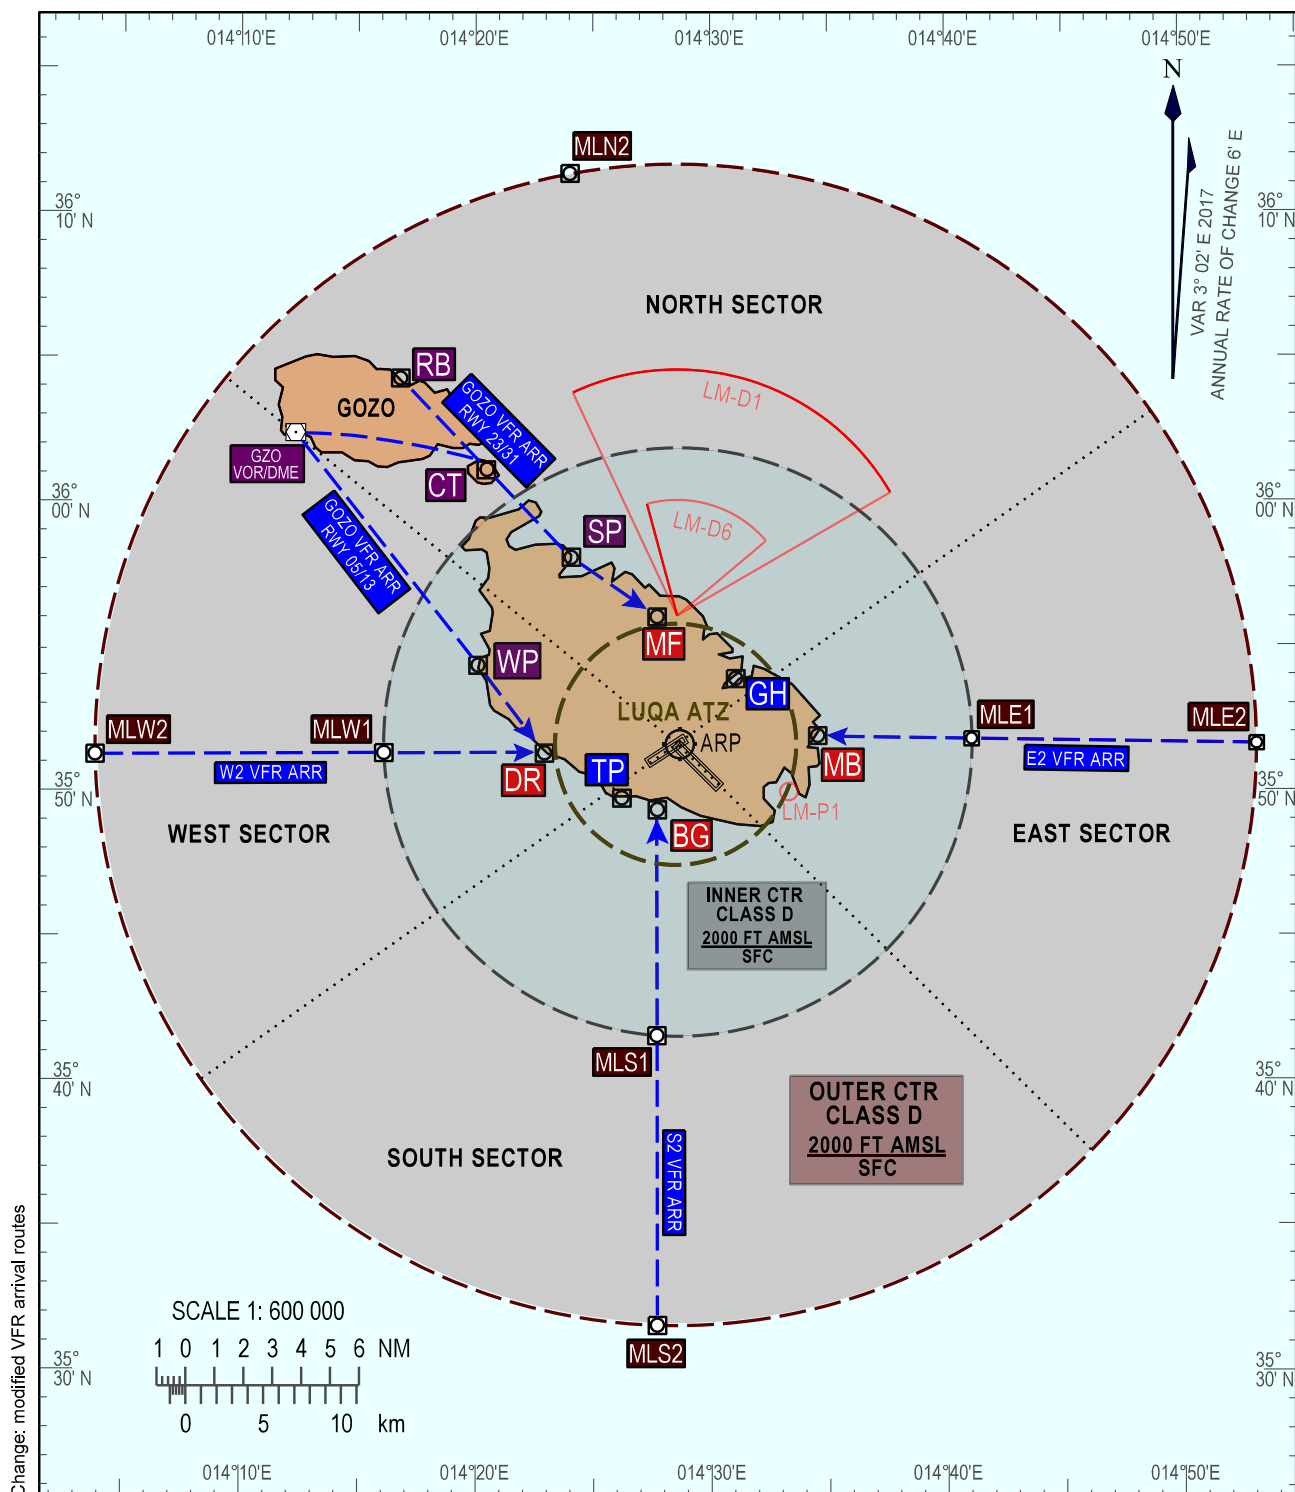 014°10'E
014°20'E
014°30'E
014°40'E
014°50'E
N
VAR 3° 02' E 2017
ANNUAL RATE OF CHANGE 6' E
MLN2
36°
10' N
36°
10' N
NORTH SECTOR
RB
GOZO VFR ARR
RWY 23/31
LM-D1
GOZO
GZO
VOR/DME
CT
36°
00' N
36°
00' N
GOZO VFR ARR
RWY 05/13
SP
LM-D6
MF
WP
GH
LUQA ATZ
ARP
MLW2
MLW1
MLE1
MLE2
W2 VFR ARR
E2 VFR ARR
DR
TP
MB
35°
50' N
35°
50' N
LM-P1
BG
WEST SECTOR
EAST SECTOR
INNER CTR
CLASS D
2000 FT AMSL
SFC
MLS1
35°
40' N
35°
40' N
OUTER CTR
CLASS D
2000 FT AMSL
SFC
SOUTH SECTOR
S2 VFR ARR
MLS2
SCALE 1: 600 000
1 0 1 2 3 4 5 6 NM
0 5 10 km
35°
30' N
35°
30' N
Change: modified VFR arrival routes
014°10'E
014°20'E
014°30'E
014°40'E
014°50'E